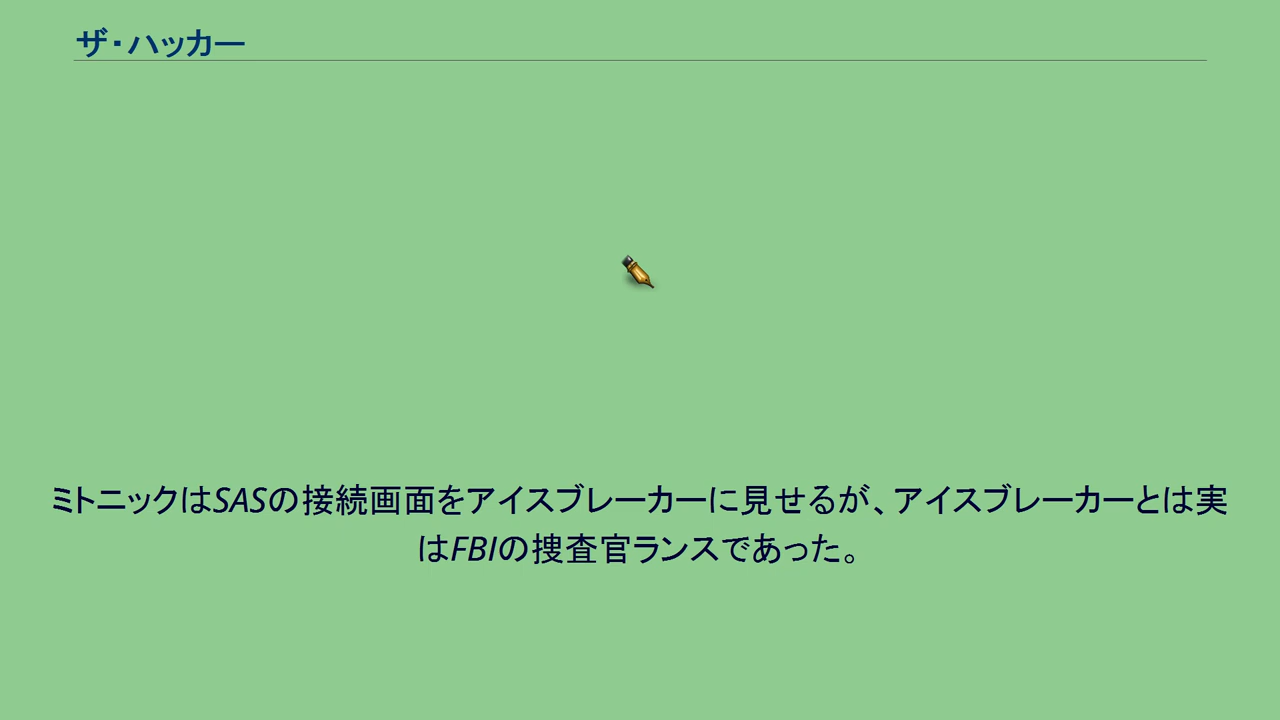 ザ・ハッカー
ミトニックはSASの接続画面をアイスブレーカーに見せるが、アイスブレーカーとは実
はFBIの捜査官ランスであった。